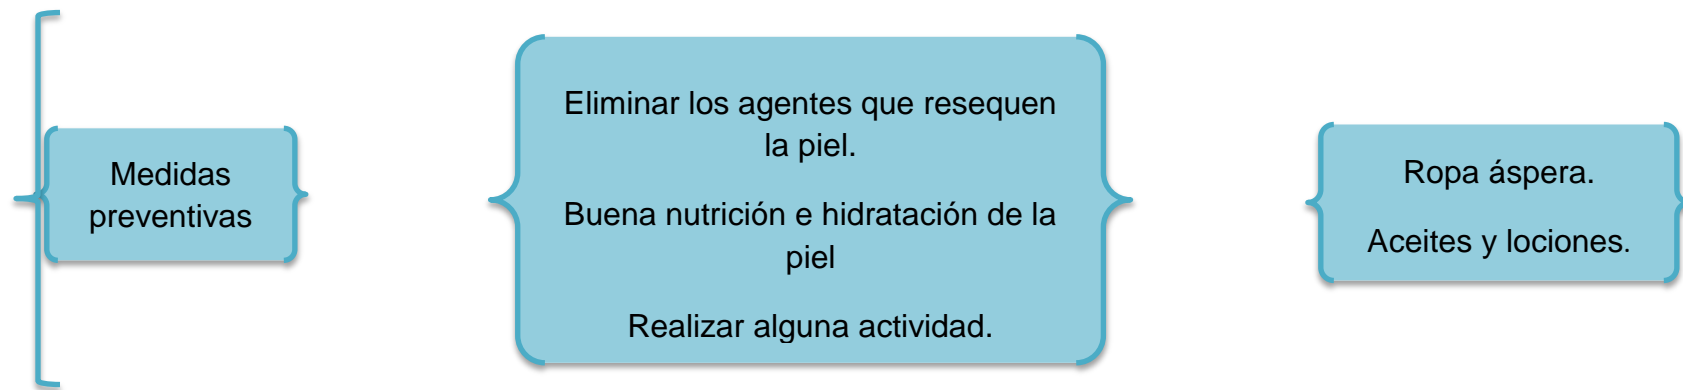 Medidas
preventivas
Eliminar los agentes que resequen
la piel.
Buena nutrición e hidratación de la
piel
Realizar alguna actividad.
Ropa áspera.
Aceites y lociones.